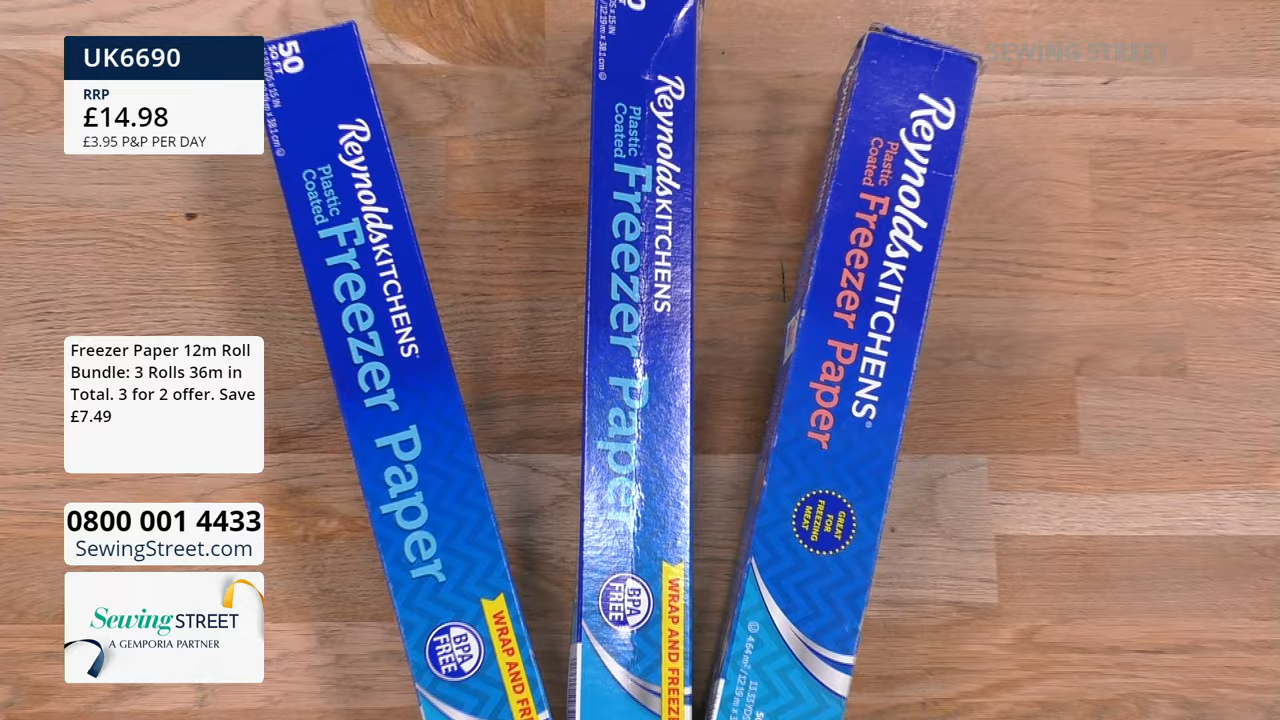 UK6690
RRP
£14.98
£3.95 P&P PER DAY
Freezer Paper 12m Roll
Bundle: 3 Rolls 36m in
Total. 3 for 2 offer. Save
£7.49
0800 001 4433
SewingStreet.com
Sewing STREET
A GEMPORIA PARTNER
SEWING STREET
50
SQ FT
Reynolds KITCHENS®
Plastic
Coated
Freezer Paper
BPA
FREE
WRAP AND FR
Reynolds KITCHENS
Plastic
Coated
Freezer Paper
BPA
FREE
WRAP AND FREEZE
Reynolds KITCHENS®
Plastic
Coated
Freezer Paper
GREAT
FOR
FREEZING
MEAT